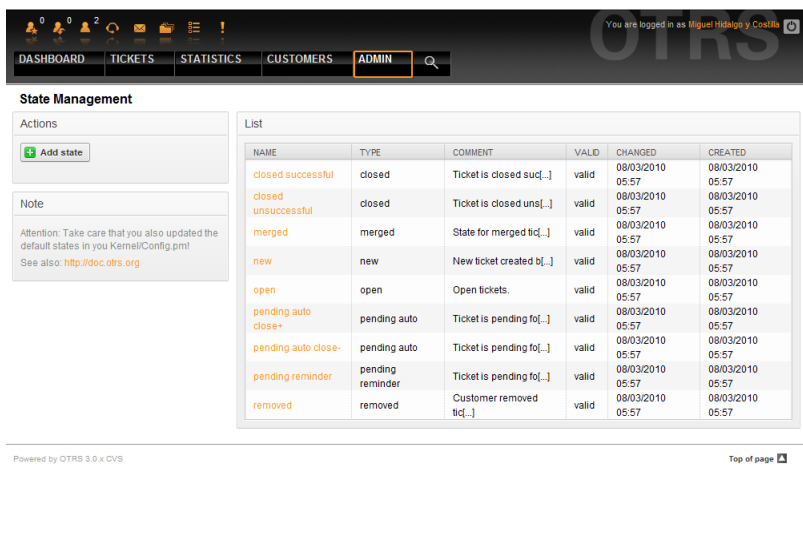 0 0 2
OTRS
You are logged in as Miguel Hidalgo y Costilla
DASHBOARD TICKETS STATISTICS CUSTOMERS ADMIN
State Management
Actions
Add state
Note
Attention: Take care that you also updated the
default states in you Kernel/Config.pm!
See also: http://doc.otrs.org
List
NAME TYPE COMMENT VALID CHANGED CREATED
closed successful closed Ticket is closed suc[...] valid 08/03/2010 05:57 08/03/2010 05:57
closed unsuccessful closed Ticket is closed uns[...] valid 08/03/2010 05:57 08/03/2010 05:57
merged merged State for merged tic[...] valid 08/03/2010 05:57 08/03/2010 05:57
new new New ticket created b[...] valid 08/03/2010 05:57 08/03/2010 05:57
open open Open tickets. valid 08/03/2010 05:57 08/03/2010 05:57
pending auto close+ pending auto Ticket is pending fo[...] valid 08/03/2010 05:57 08/03/2010 05:57
pending auto close- pending auto Ticket is pending fo[...] valid 08/03/2010 05:57 08/03/2010 05:57
pending reminder pending reminder Ticket is pending fo[...] valid 08/03/2010 05:57 08/03/2010 05:57
removed removed Customer removed tic[...] valid 08/03/2010 05:57 08/03/2010 05:57
Powered by OTRS 3.0.x CVS
Top of page